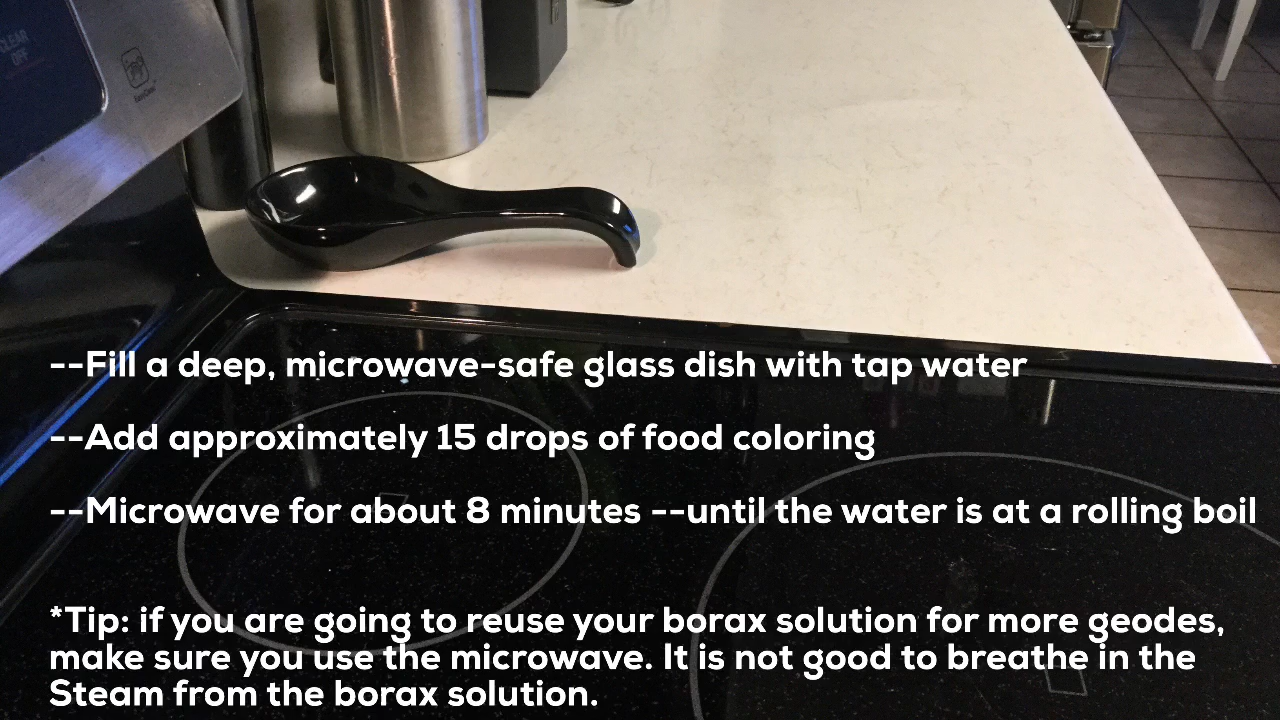 CLEAR
OFF
EasyClean
--Fill a deep, microwave-safe glass dish with tap water
--Add approximately 15 drops of food coloring
--Microwave for about 8 minutes --until the water is at a rolling boil
*Tip: if you are going to reuse your borax solution for more geodes,
make sure you use the microwave. It is not good to breathe in the
Steam from the borax solution.